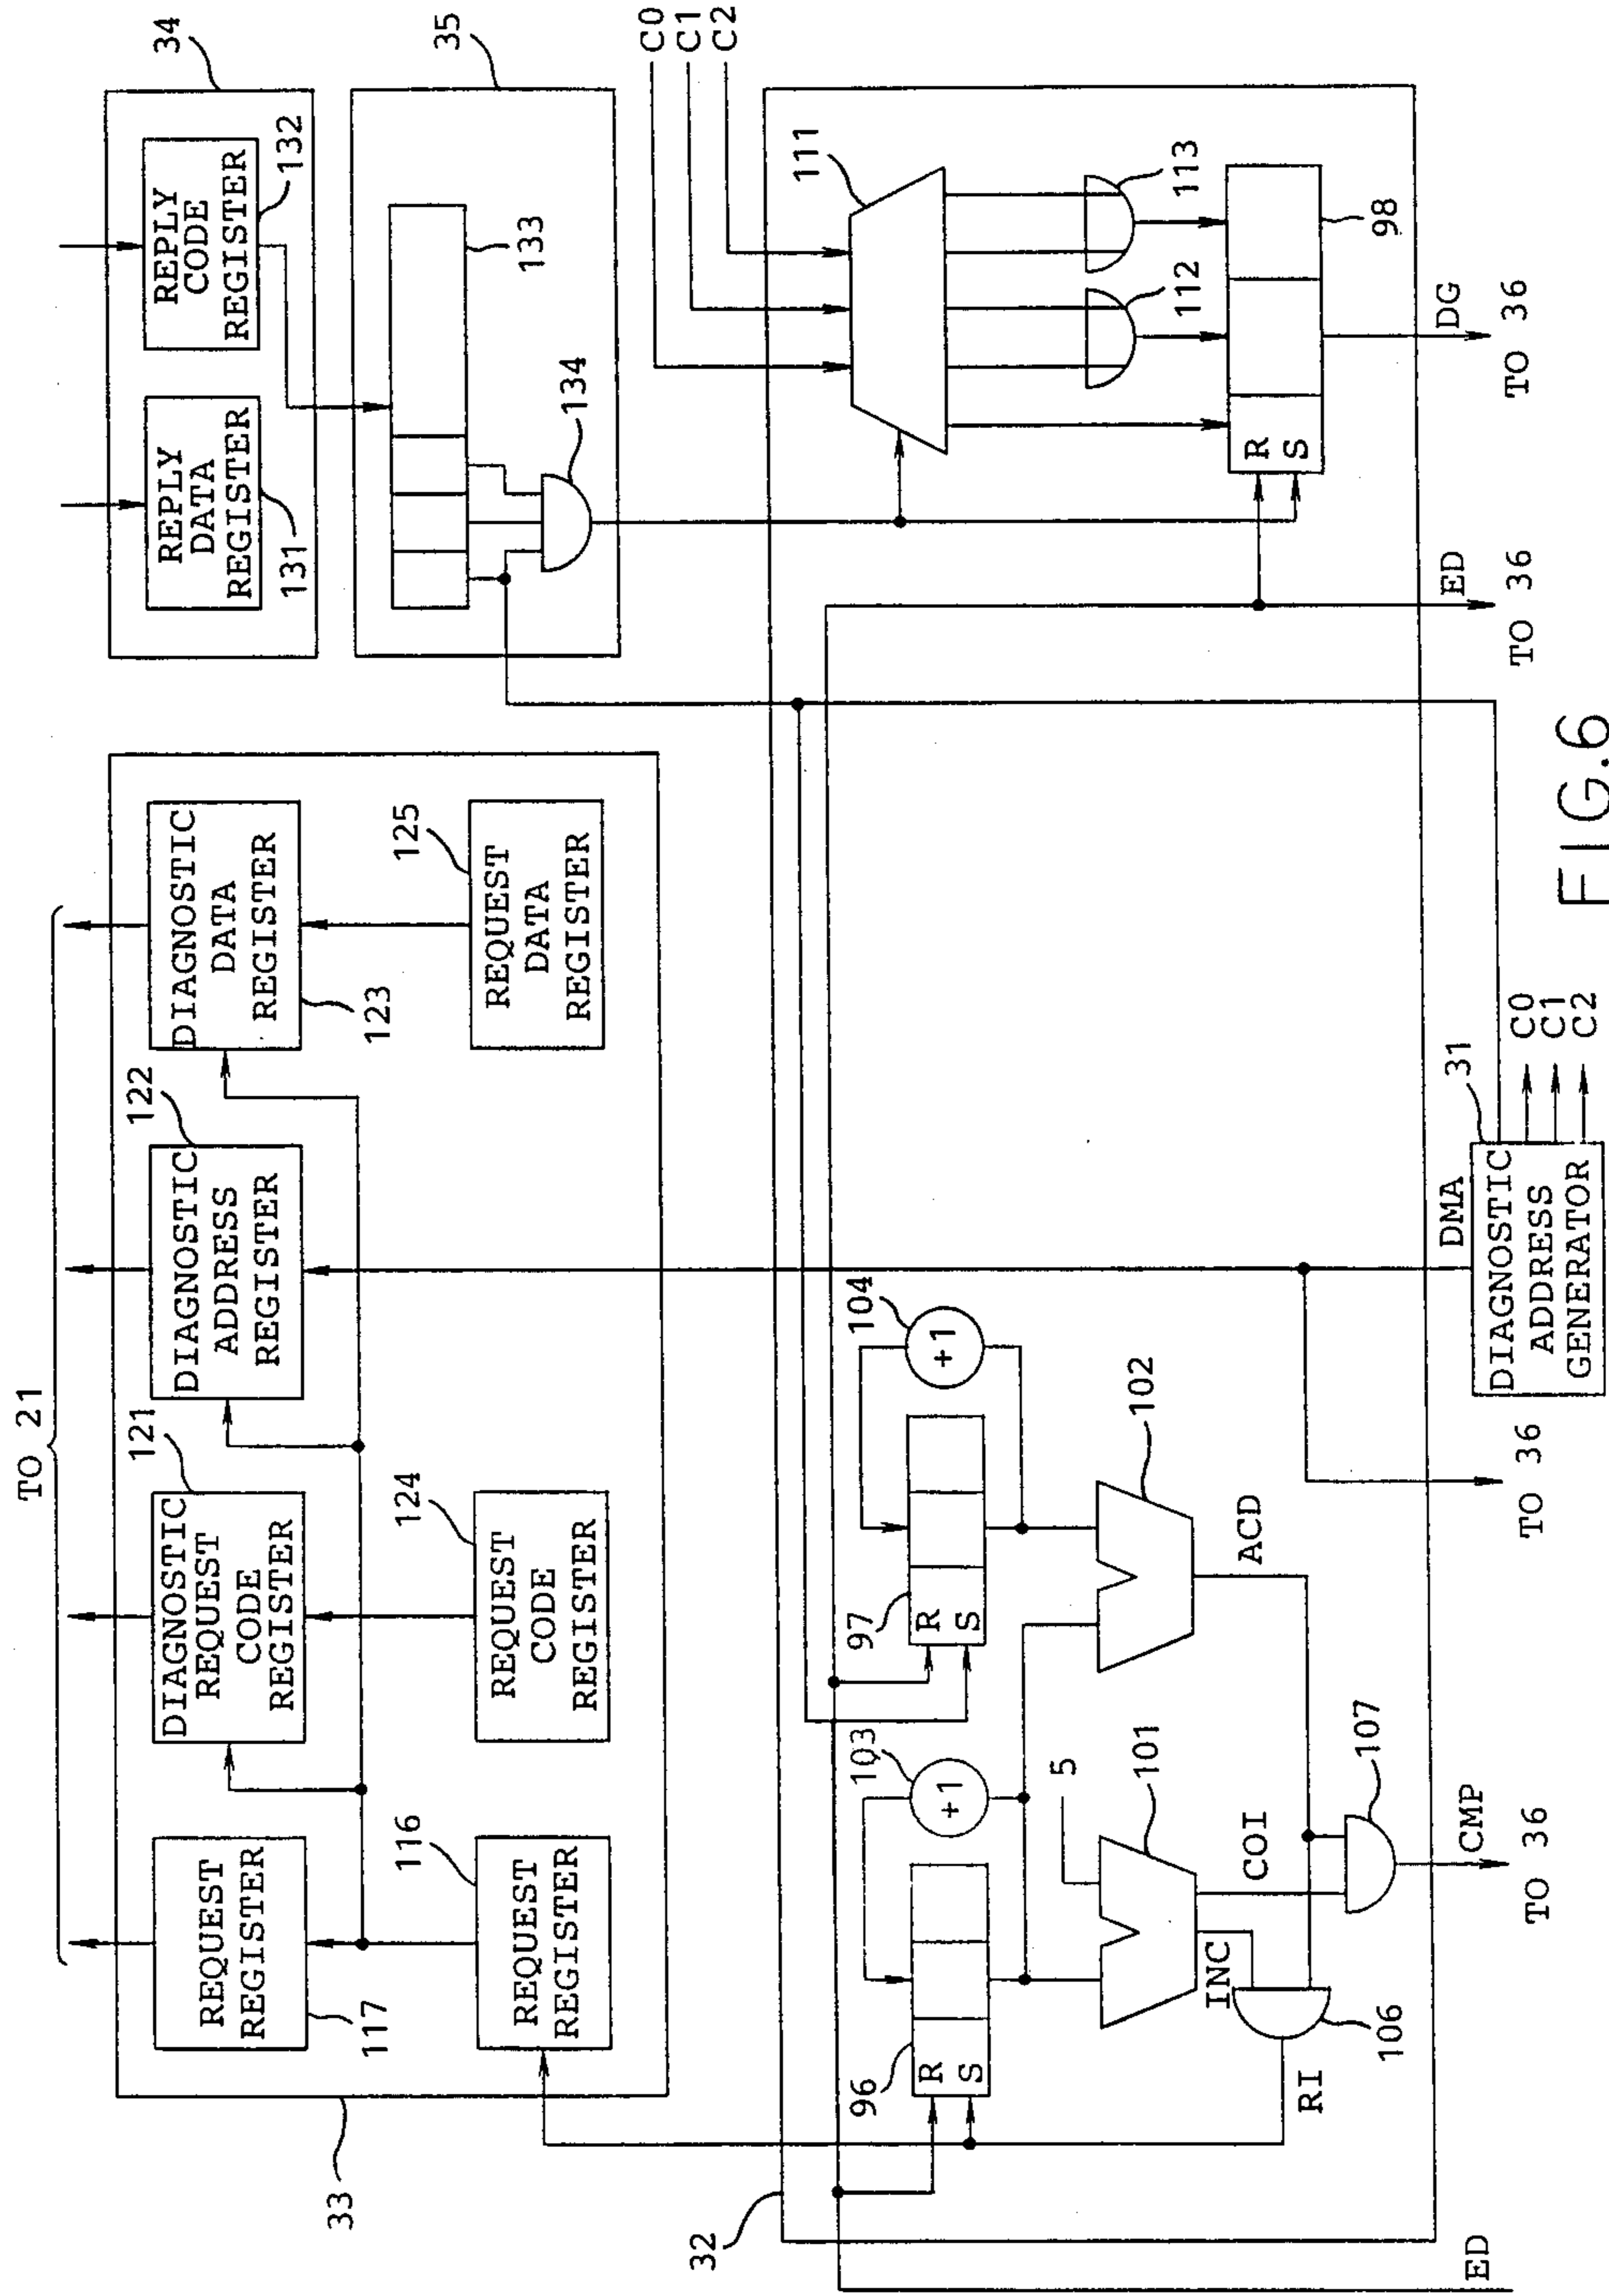 TO 21
33
REQUEST
REGISTER
117
DIAGNOSTIC
REQUEST
CODE
REGISTER
121
DIAGNOSTIC
ADDRESS
REGISTER
122
DIAGNOSTIC
DATA
REGISTER
123
REQUEST
REGISTER
116
REQUEST
CODE
REGISTER
124
REQUEST
DATA
REGISTER
125
34
REPLY
DATA
REGISTER
131
REPLY
CODE
REGISTER
132
35
133
134
C0
C1
C2
32
96
R
S
103
+1
97
R
S
104
+1
5
101
102
INC
COI
ACD
RI
106
107
111
112
113
R
S
98
ED
CMP
TO 36
TO 36
DMA
DIAGNOSTIC
ADDRESS
GENERATOR
31
C0
C1
C2
ED
TO 36
DG
TO 36
FIG.6